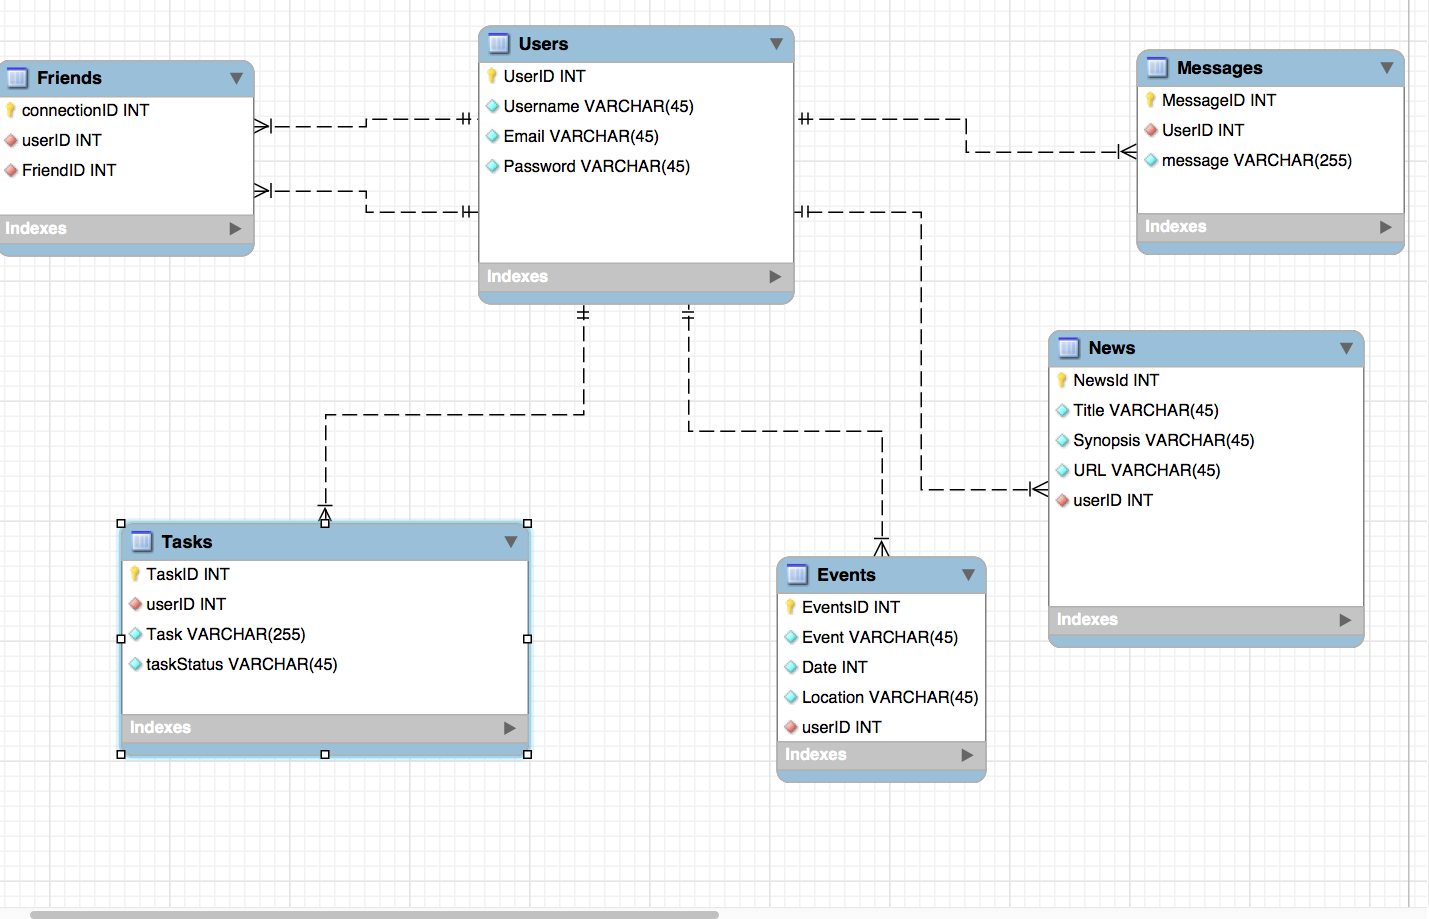 Friends
connectionID INT
userID INT
FriendID INT
Indexes
Users
UserID INT
Username VARCHAR(45)
Email VARCHAR(45)
Password VARCHAR(45)
Indexes
Messages
MessageID INT
UserID INT
message VARCHAR(255)
Indexes
News
NewsId INT
Title VARCHAR(45)
Synopsis VARCHAR(45)
URL VARCHAR(45)
userID INT
Indexes
Tasks
TaskID INT
userID INT
Task VARCHAR(255)
taskStatus VARCHAR(45)
Indexes
Events
EventsID INT
Event VARCHAR(45)
Date INT
Location VARCHAR(45)
userID INT
Indexes